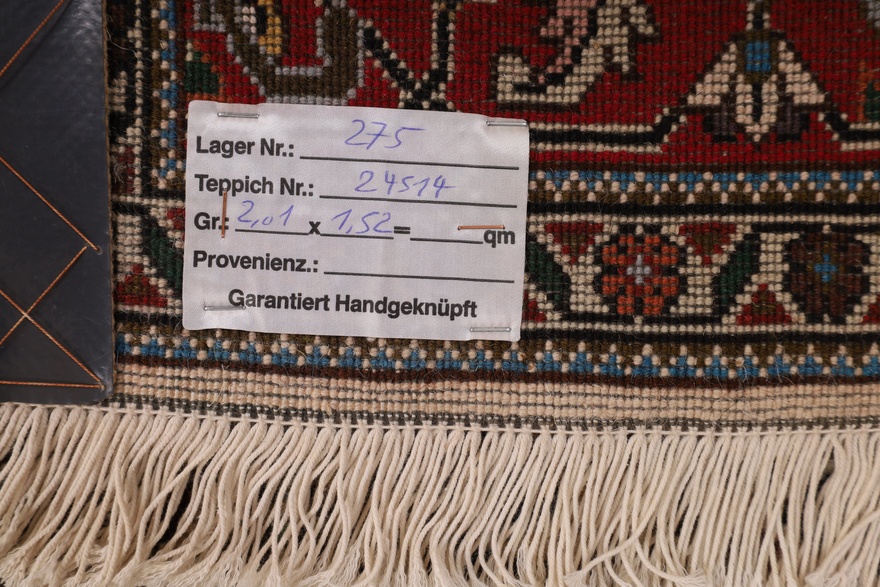 Lager Nr.: 275
Teppich Nr.: 24514
Gr.: 2,01 x 1,52 = qm
Provenienz.:
Garantiert Handgeknüpft